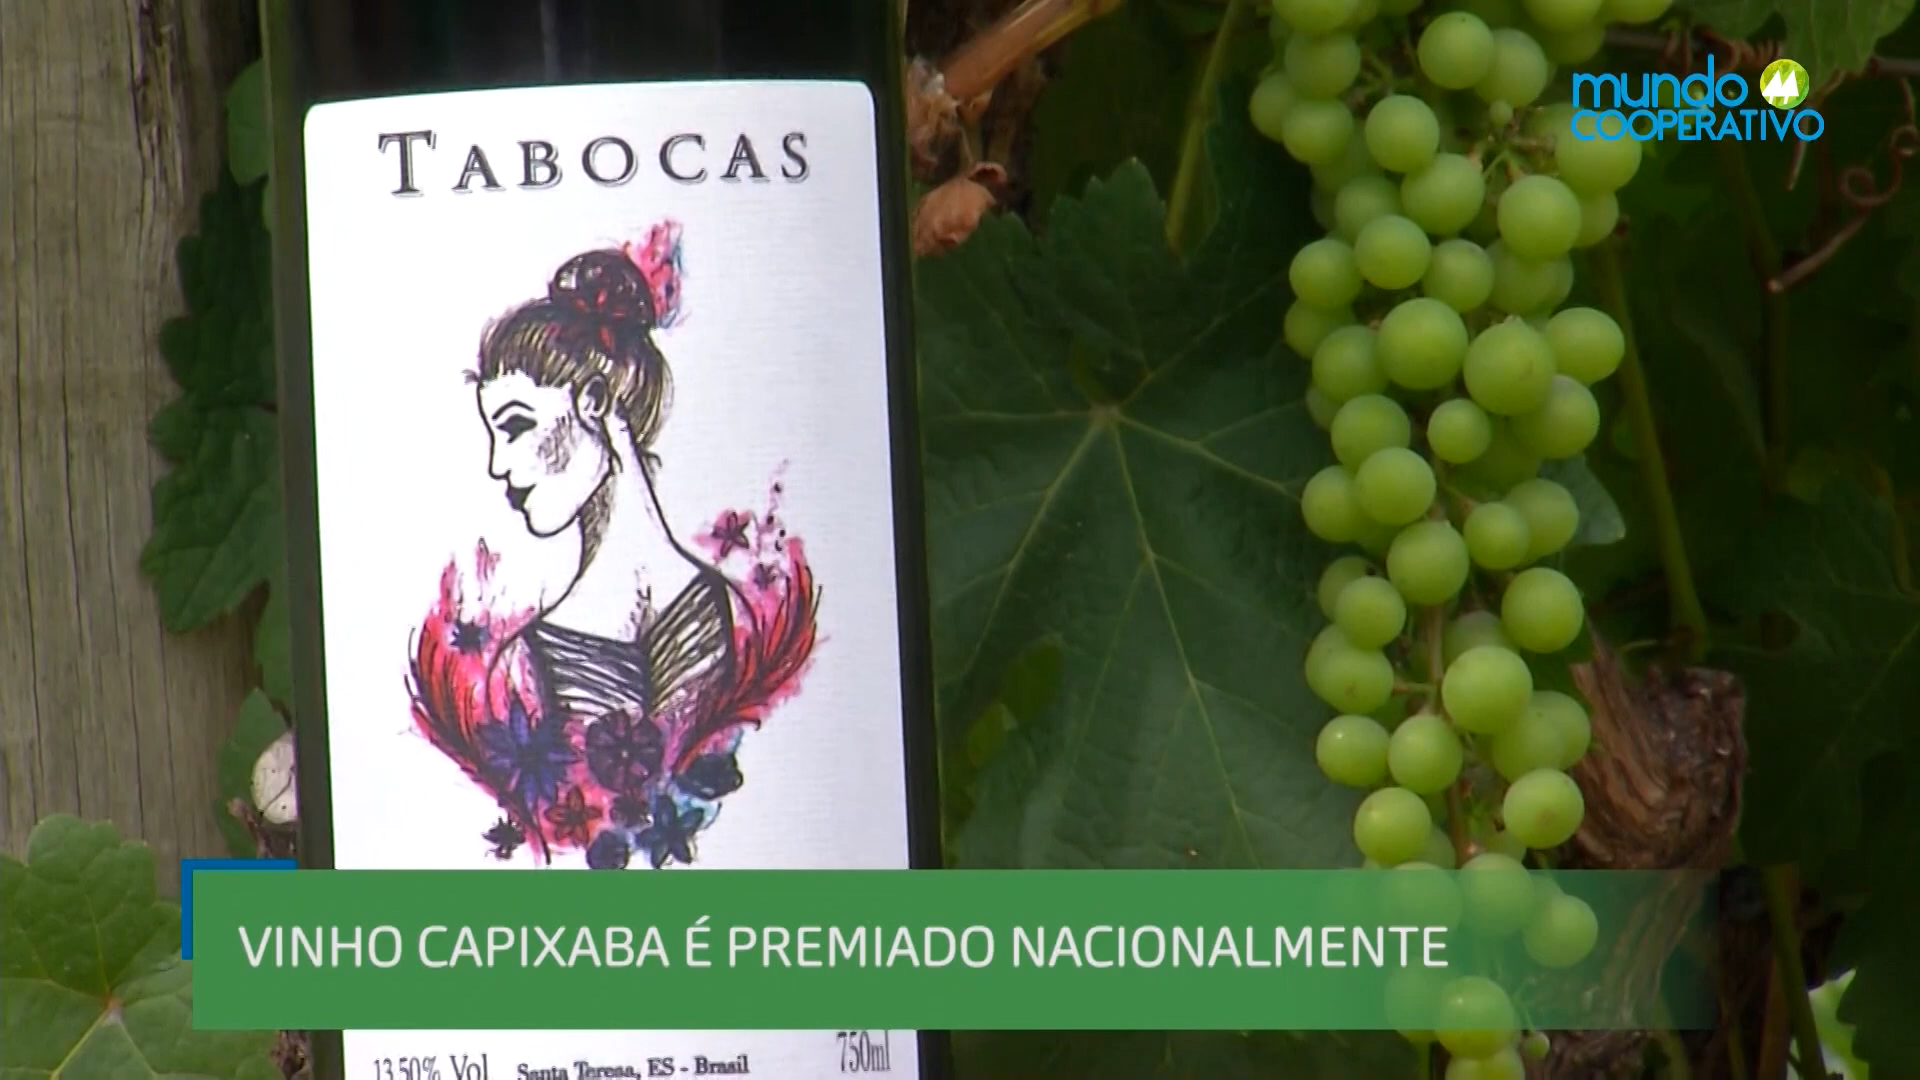 mundo
COOPERATIVO
TABOCAS
VINHO CAPIXABA É PREMIADO NACIONALMENTE
13,50% Vol. Santa Teresa, ES - Brasil 750ml